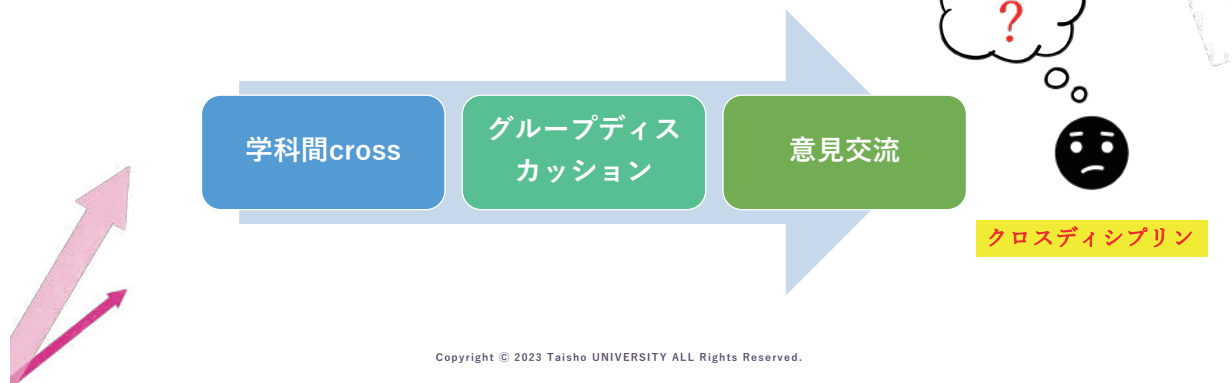 ?
学科間cross
グループディス
カッション
意見交流
クロスディシプリン
Copyright © 2023 Taisho UNIVERSITY ALL Rights Reserved.